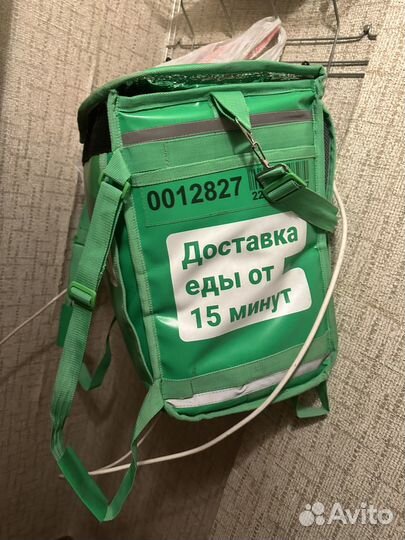 0012827
Доставка
еды от
15 минут
Avito